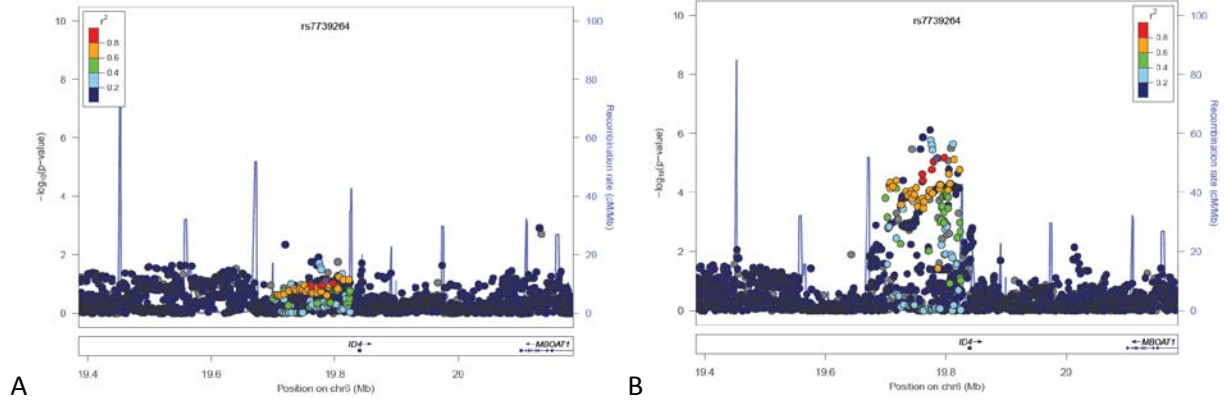 rs7739264
r²
0.8
0.6
0.4
0.2
10
8
6
4
2
0
−log₁₀(p-value)
100
80
60
40
20
0
Recombination rate (cM/Mb)
ID4→
←MBOAT1
19.4
19.6
19.8
20
Position on chr6 (Mb)
A
rs7739264
r²
0.8
0.6
0.4
0.2
10
8
6
4
2
0
−log₁₀(p-value)
100
80
60
40
20
0
Recombination rate (cM/Mb)
ID4→
←MBOAT1
19.4
19.6
19.8
20
Position on chr6 (Mb)
B